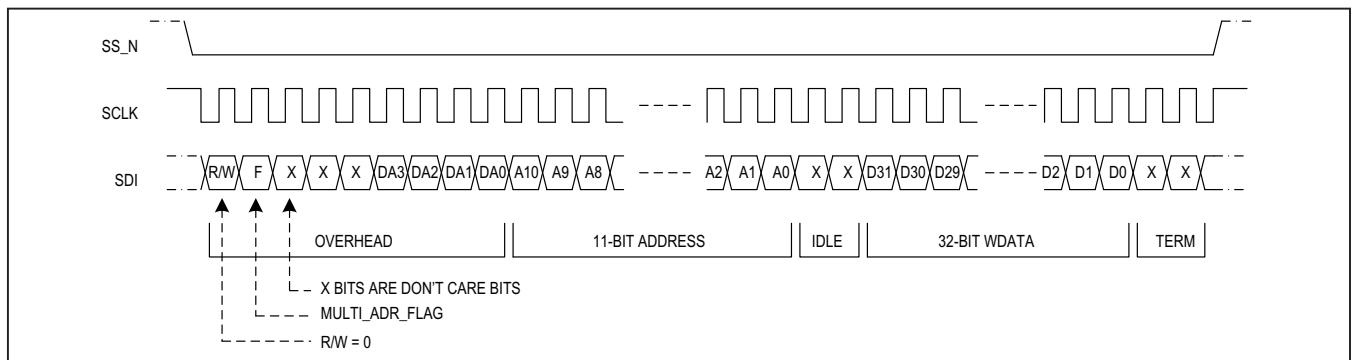 SS_N
SCLK
SDI R/W F X X X DA3 DA2 DA1 DA0 A10 A9 A8 A2 A1 A0 X X D31 D30 D29 D2 D1 D0 X X
OVERHEAD 11-BIT ADDRESS IDLE 32-BIT WDATA TERM
X BITS ARE DON'T CARE BITS
MULTI_ADR_FLAG
R/W = 0